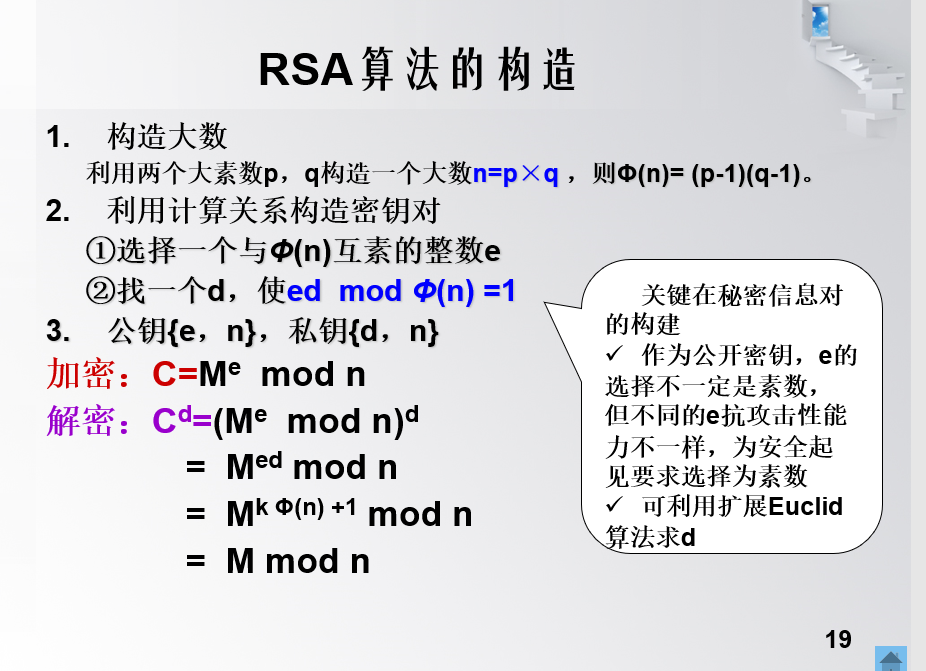 RSA算法的构造
1. 构造大数
利用两个大素数p，q构造一个大数n=p×q ，则Φ(n)= (p-1)(q-1)。
2. 利用计算关系构造密钥对
①选择一个与Φ(n)互素的整数e
②找一个d，使ed mod Φ(n) =1
3. 公钥{e，n}，私钥{d，n}
加密：C=Mᵉ mod n
解密：Cᵈ=(Mᵉ mod n)ᵈ
= Mᵉᵈ mod n
= Mᵏ ᶲ⁽ⁿ⁾ ⁺¹ mod n
= M mod n
关键在秘密信息对
的构建
✓ 作为公开密钥，e的
选择不一定是素数，
但不同的e抗攻击性能
力不一样，为安全起
见要求选择为素数
✓ 可利用扩展Euclid
算法求d
19